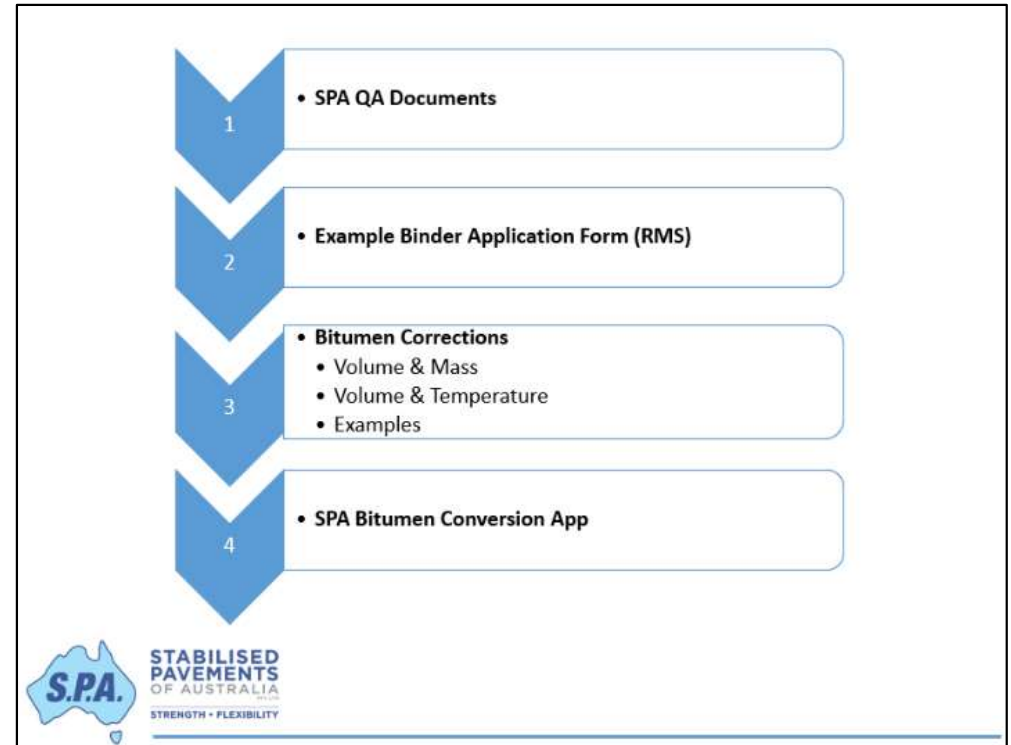 1
• SPA QA Documents
2
• Example Binder Application Form (RMS)
3
• Bitumen Corrections
• Volume & Mass
• Volume & Temperature
• Examples
4
• SPA Bitumen Conversion App
S.P.A.
STABILISED
PAVEMENTS
OF AUSTRALIA
STRENGTH • FLEXIBILITY